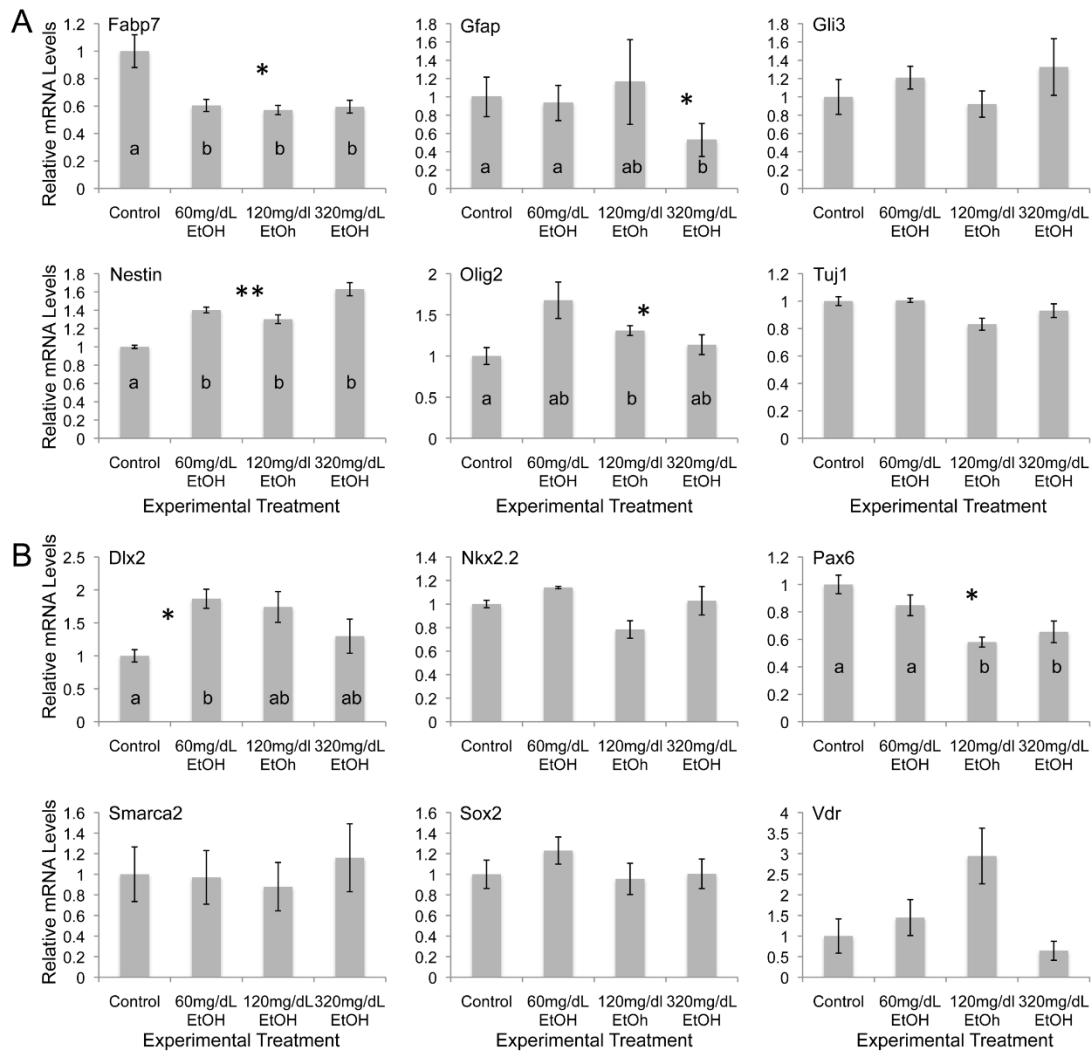 A
Fabp7
Relative mRNA Levels
1.2
1
0.8
0.6
0.4
0.2
0
*
a b b b
Control 60mg/dL 120mg/dl 320mg/dL
EtOH EtOh EtOH
Gfap
1.8
1.6
1.4
1.2
1
0.8
0.6
0.4
0.2
0
*
a a ab b
Control 60mg/dL 120mg/dl 320mg/dL
EtOH EtOh EtOH
Gli3
1.8
1.6
1.4
1.2
1
0.8
0.6
0.4
0.2
0
Control 60mg/dL 120mg/dl 320mg/dL
EtOH EtOh EtOH
Nestin
Relative mRNA Levels
1.8
1.6
1.4
1.2
1
0.8
0.6
0.4
0.2
0
**
a b b b
Control 60mg/dL 120mg/dl 320mg/dL
EtOH EtOh EtOH
Experimental Treatment
Olig2
2
1.5
1
0.5
0
*
a ab b ab
Control 60mg/dL 120mg/dl 320mg/dL
EtOH EtOh EtOH
Experimental Treatment
Tuj1
1.2
1
0.8
0.6
0.4
0.2
0
Control 60mg/dL 120mg/dl 320mg/dL
EtOH EtOh EtOH
Experimental Treatment
B
Dlx2
Relative mRNA Levels
2.5
2
1.5
1
0.5
0
*
a b ab ab
Control 60mg/dL 120mg/dl 320mg/dL
EtOH EtOh EtOH
Nkx2.2
1.4
1.2
1
0.8
0.6
0.4
0.2
0
Control 60mg/dL 120mg/dl 320mg/dL
EtOH EtOh EtOH
Pax6
1.2
1
0.8
0.6
0.4
0.2
0
*
a a b b
Control 60mg/dL 120mg/dl 320mg/dL
EtOH EtOh EtOH
Smarca2
Relative mRNA Levels
1.6
1.4
1.2
1
0.8
0.6
0.4
0.2
0
Control 60mg/dL 120mg/dl 320mg/dL
EtOH EtOh EtOH
Experimental Treatment
Sox2
1.6
1.4
1.2
1
0.8
0.6
0.4
0.2
0
Control 60mg/dL 120mg/dl 320mg/dL
EtOH EtOh EtOH
Experimental Treatment
Vdr
4
3.5
3
2.5
2
1.5
1
0.5
0
Control 60mg/dL 120mg/dl 320mg/dL
EtOH EtOh EtOH
Experimental Treatment